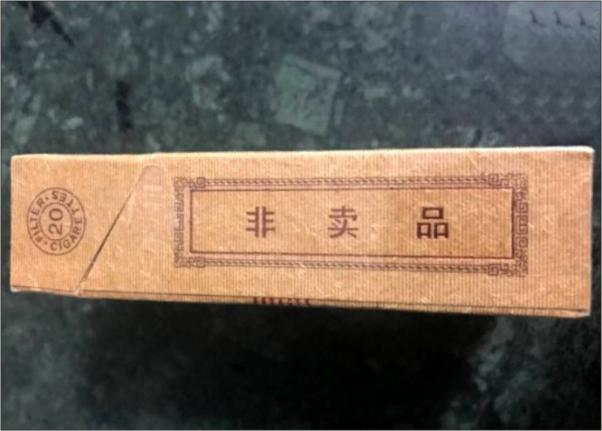 FILTER · CIGARETTES ·
20
非卖品